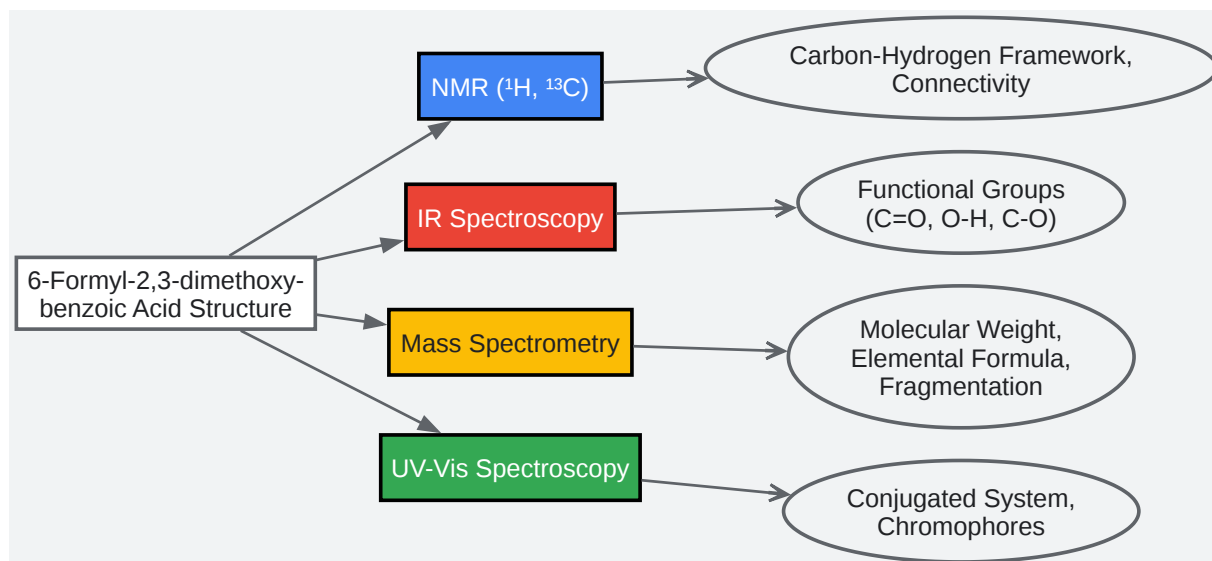 NMR (¹H, ¹³C)
Carbon-Hydrogen Framework,
Connectivity
IR Spectroscopy
Functional Groups
(C=O, O-H, C-O)
6-Formyl-2,3-dimethoxy-
benzoic Acid Structure
Mass Spectrometry
Molecular Weight,
Elemental Formula,
Fragmentation
UV-Vis Spectroscopy
Conjugated System,
Chromophores